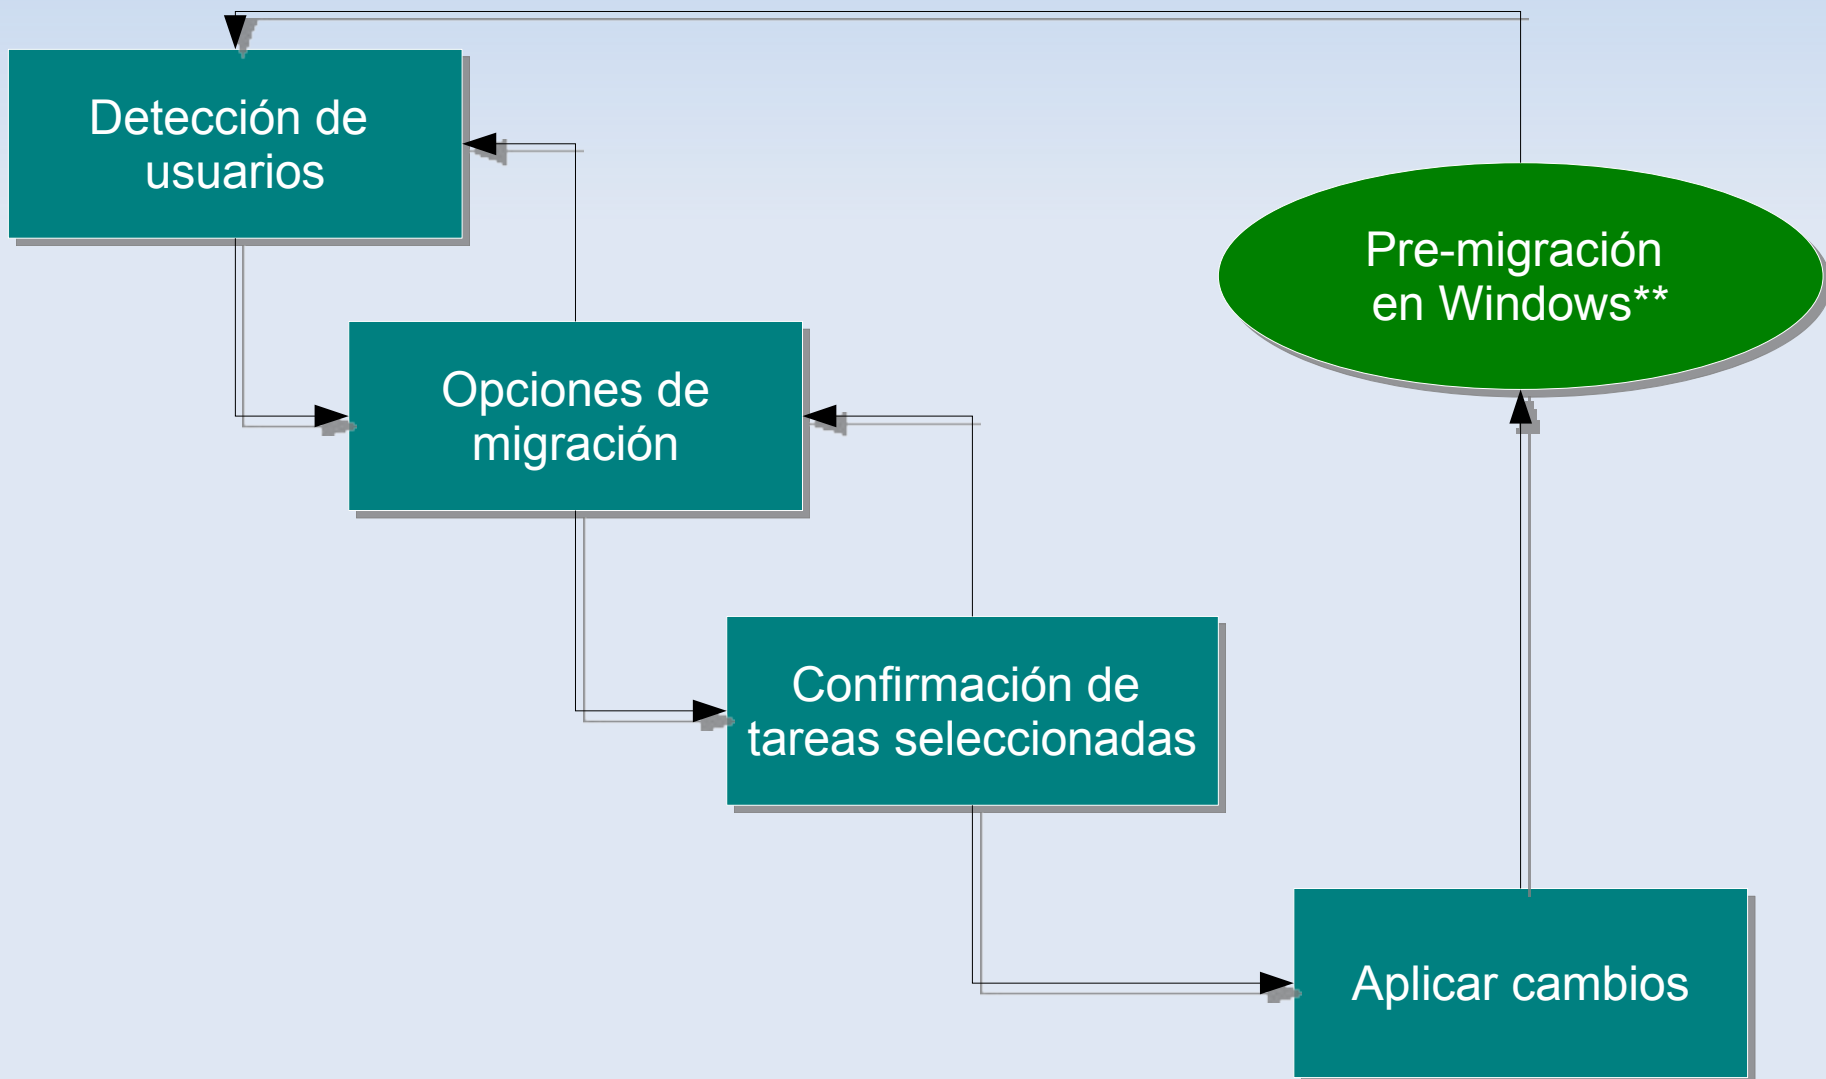 Detección de
usuarios
Pre-migración
en Windows**
Opciones de
migración
Confirmación de
tareas seleccionadas
Aplicar cambios